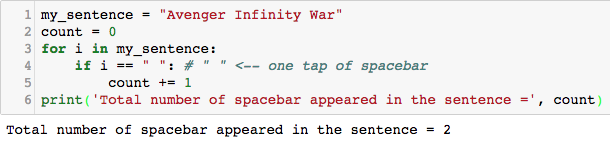 1 my_sentence = "Avenger Infinity War"
2 count = 0
3 for i in my_sentence:
4     if i == " ": # " " <-- one tap of spacebar
5         count += 1
6 print('Total number of spacebar appeared in the sentence =', count)
Total number of spacebar appeared in the sentence = 2